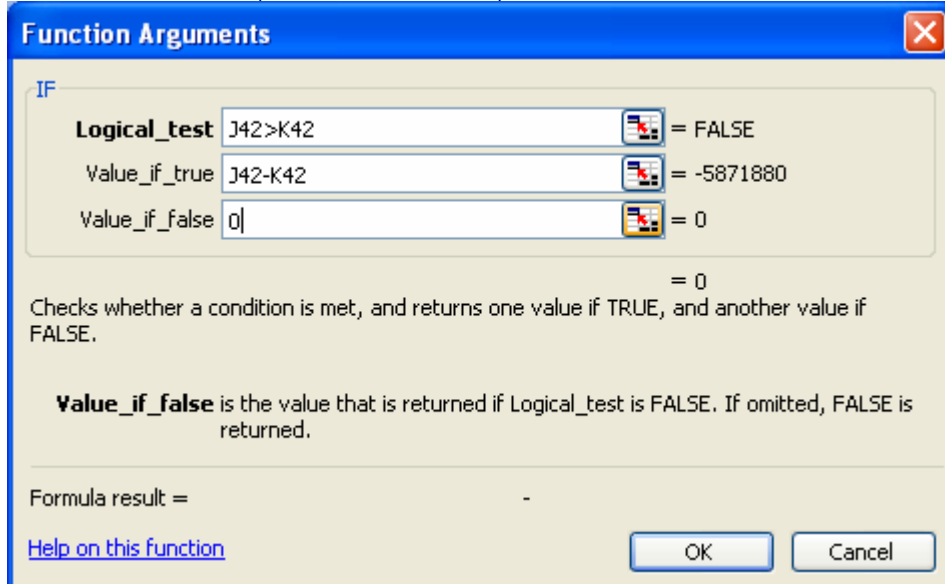 Function Arguments
IF
Logical_test J42>K42 = FALSE
Value_if_true J42-K42 = -5871880
Value_if_false 0 = 0
= 0
Checks whether a condition is met, and returns one value if TRUE, and another value if
FALSE.
Value_if_false is the value that is returned if Logical_test is FALSE. If omitted, FALSE is
returned.
Formula result = -
Help on this function OK Cancel